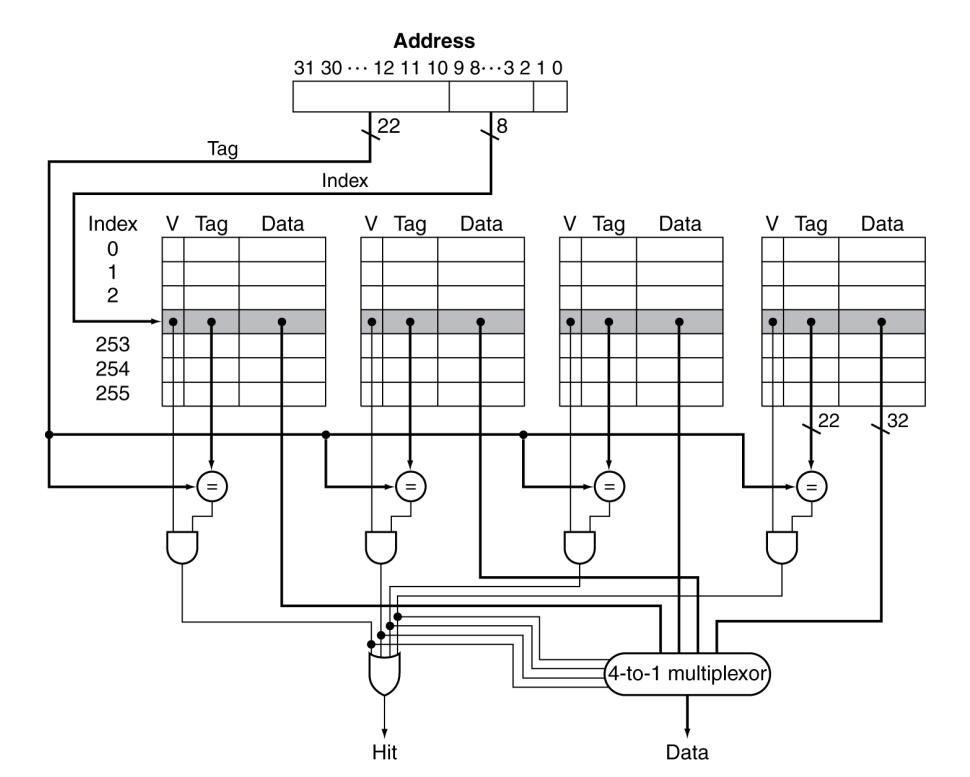 Address
31 30 ··· 12 11 10 9 8···3 2 1 0
22
8
Tag
Index
Index V Tag Data V Tag Data V Tag Data V Tag Data
0
1
2
253
254
255
22
32
= = = =
4-to-1 multiplexor
Hit
Data